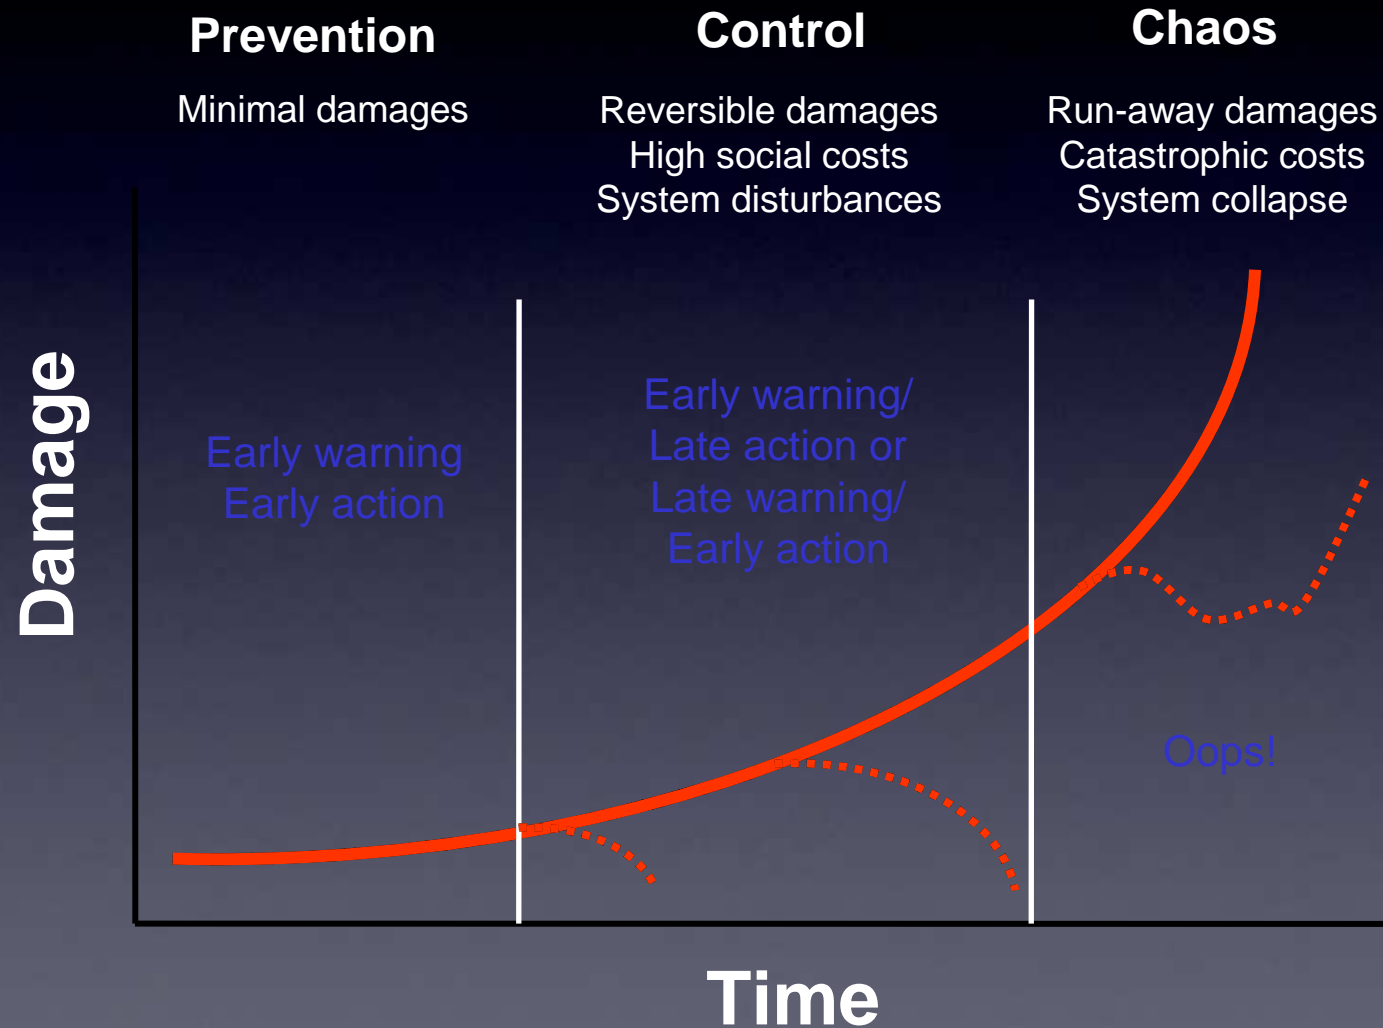 Prevention
Minimal damages
Control
Reversible damages
High social costs
System disturbances
Chaos
Run-away damages
Catastrophic costs
System collapse
Damage
Early warning
Early action
Early warning/
Late action or
Late warning/
Early action
Oops!
Time